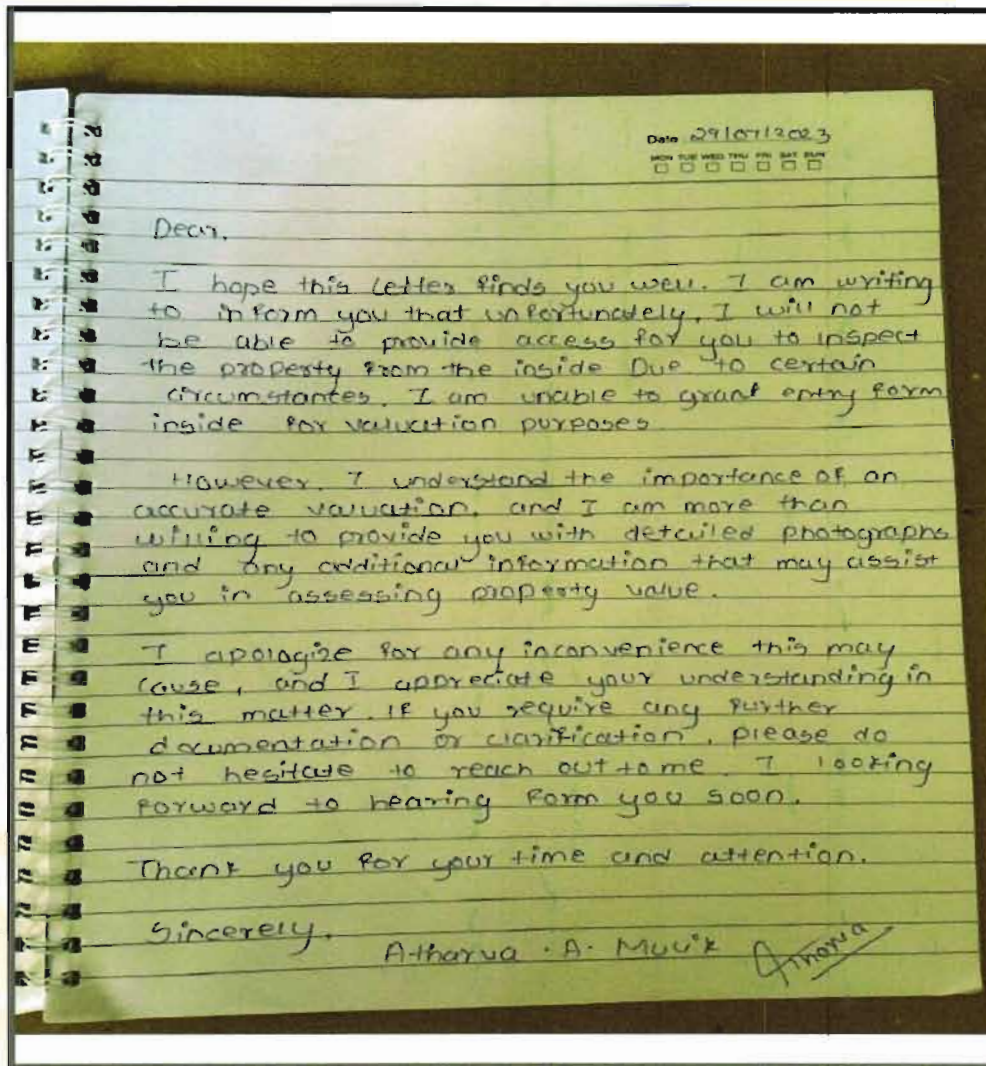 Date 29/07/2023
MON TUE WED THU FRI SAT SUN
Dear,
I hope this letter finds you well. I am writing
to inform you that unfortunately, I will not
be able to provide access for you to inspect
the property from the inside Due to certain
circumstances, I am unable to grant entry form
inside for valuation purposes
However, I understand the importance of an
accurate valuation, and I am more than
willing to provide you with detailed photographs
and any additional information that may assist
you in assessing property value.
I apologize for any inconvenience this may
cause, and I appreciate your understanding in
this matter. If you require any further
documentation or clarification, please do
not hesitate to reach out to me. I looking
forward to hearing form you soon.
Thank you for your time and attention.
Sincerely,
Atharva . A. Atharva